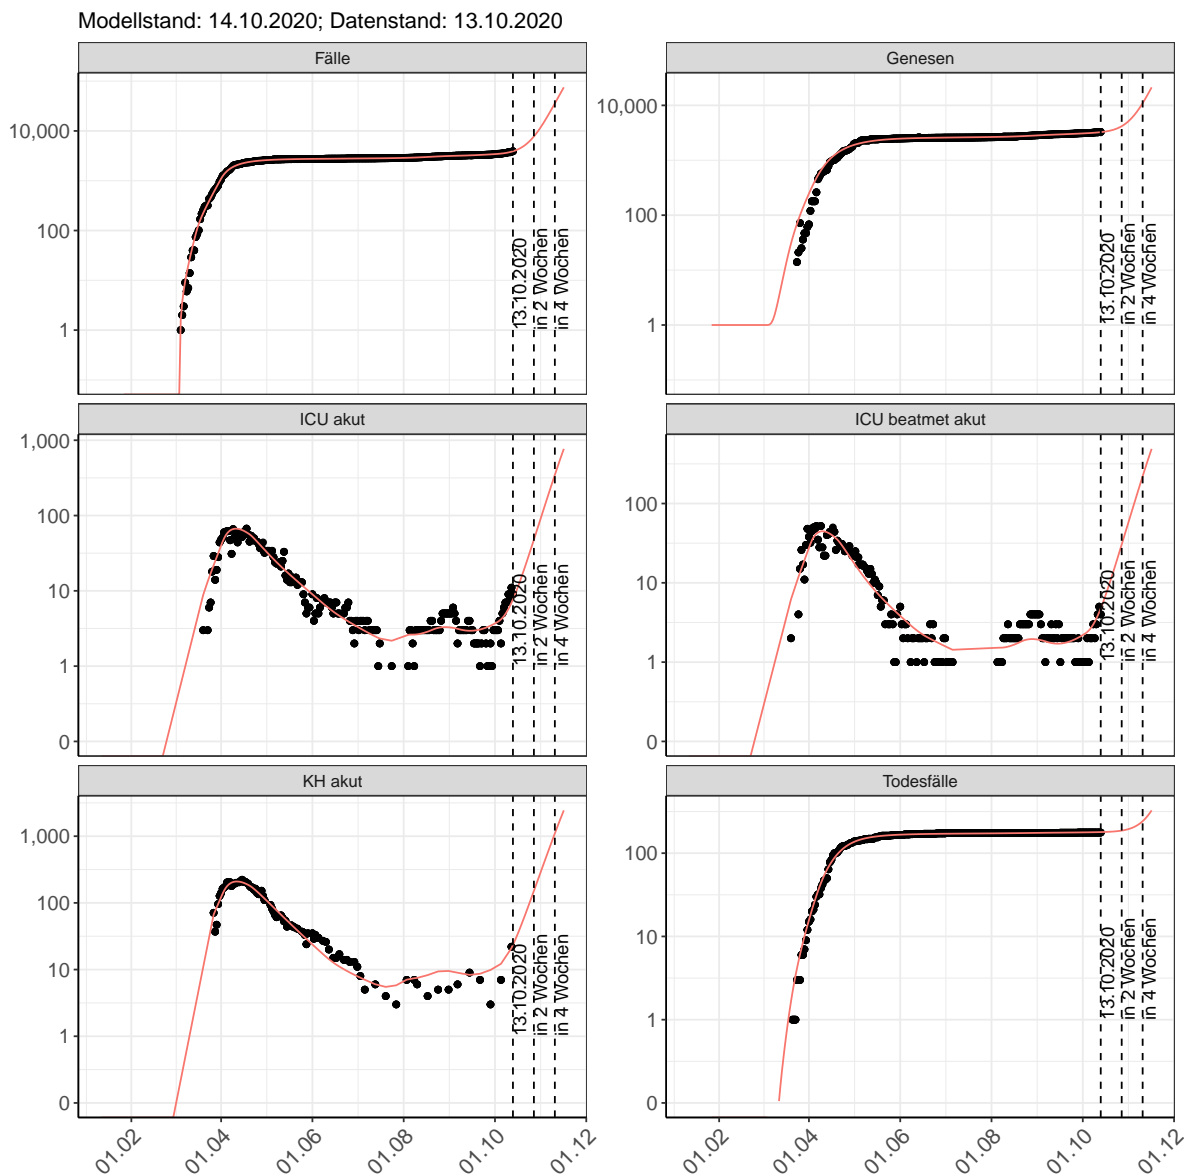 Modellstand: 14.10.2020; Datenstand: 13.10.2020
Fälle
10,000
100
1
13.10.2020
in 2 Wochen
in 4 Wochen
Genesen
10,000
100
1
13.10.2020
in 2 Wochen
in 4 Wochen
ICU akut
1,000
100
10
1
0
13.10.2020
in 2 Wochen
in 4 Wochen
ICU beatmet akut
100
10
1
0
13.10.2020
in 2 Wochen
in 4 Wochen
KH akut
1,000
100
10
1
0
13.10.2020
in 2 Wochen
in 4 Wochen
01.02
01.04
01.06
01.08
01.10
01.12
Todesfälle
100
10
1
0
13.10.2020
in 2 Wochen
in 4 Wochen
01.02
01.04
01.06
01.08
01.10
01.12